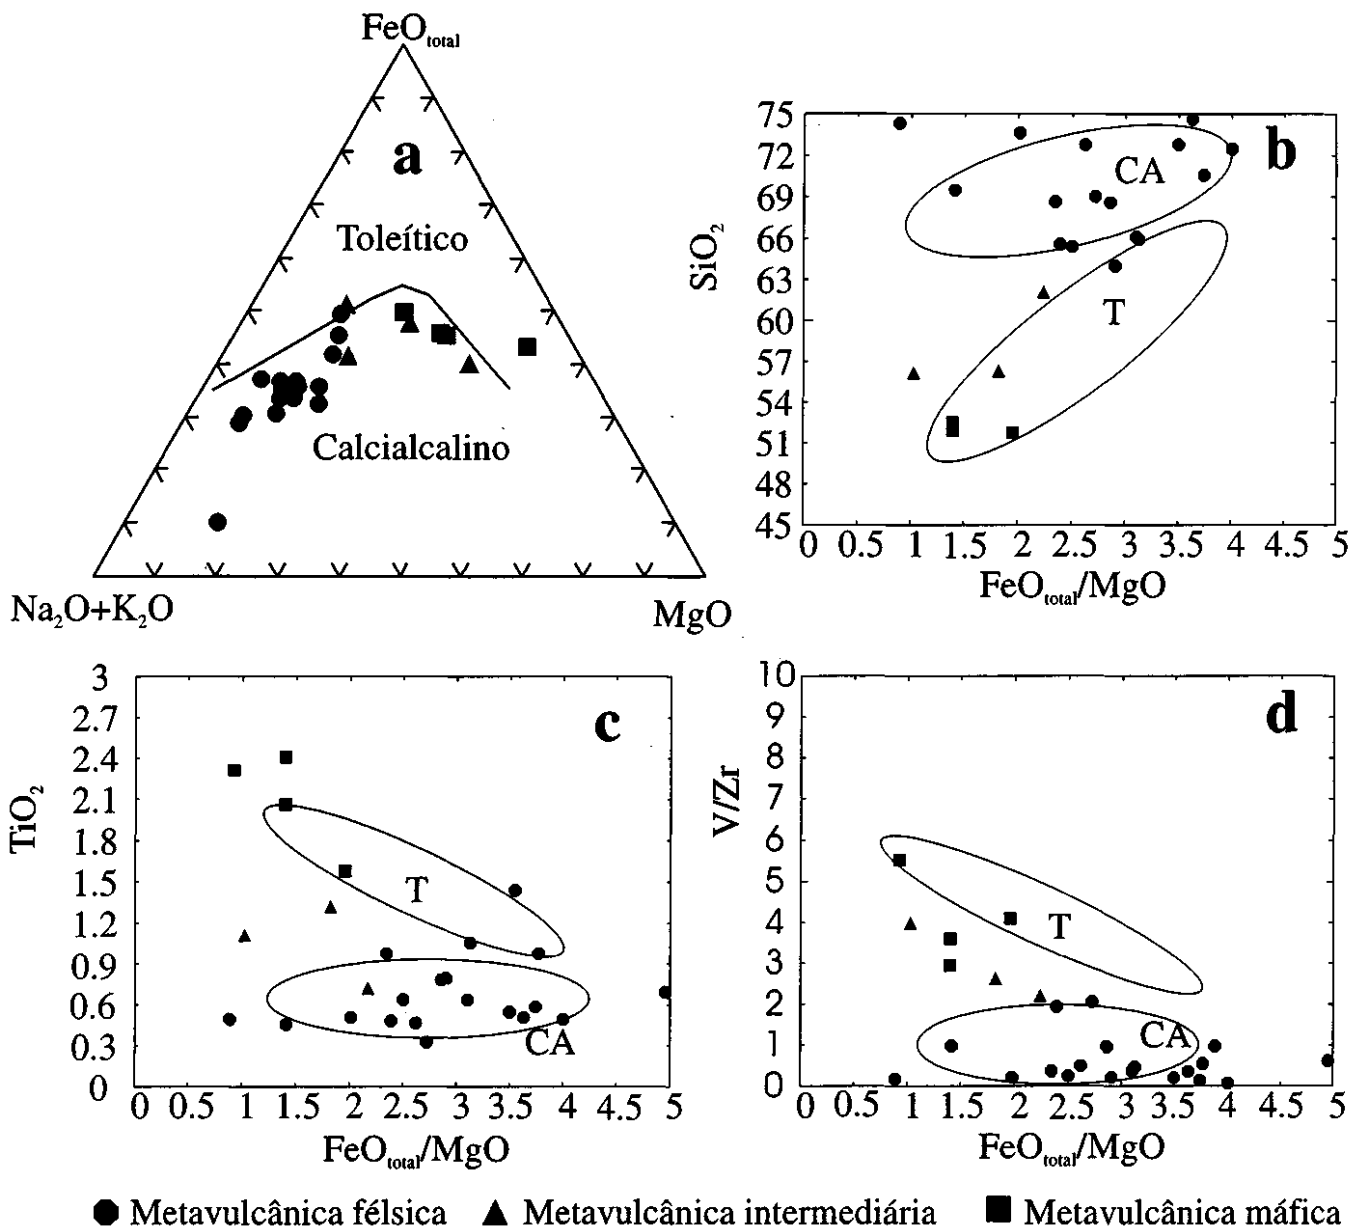 FeO_total
a
Toleítico
Calcialcalino
Na₂O+K₂O
MgO
b
75
72
69
66
63
60
57
54
51
48
45
SiO₂
CA
T
0 0.5 1 1.5 2 2.5 3 3.5 4 4.5 5
FeO_total/MgO
c
3
2.7
2.4
2.1
1.8
1.5
1.2
0.9
0.6
0.3
0
TiO₂
T
CA
0 0.5 1 1.5 2 2.5 3 3.5 4 4.5 5
FeO_total/MgO
d
10
9
8
7
6
5
4
3
2
1
0
V/Zr
T
CA
0 0.5 1 1.5 2 2.5 3 3.5 4 4.5 5
FeO_total/MgO
Metavulcânica félsica Metavulcânica intermediária Metavulcânica máfica